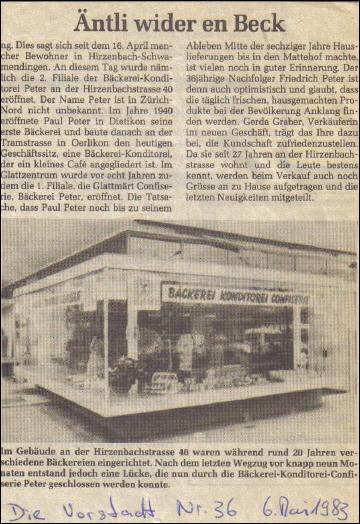 Äntli wider en Beck
ng. Dies sagt sich seit dem 16. April man-
cher Bewohner in Hirzenbach-Schwa-
mendingen. An diesem Tag wurde näm-
lich die 2. Filiale der Bäckerei-Kondi-
torei Peter an der Hirzenbachstrasse 40
eröffnet. Der Name Peter ist in Zürich-
Nord nicht unbekannt. Im Jahre 1940
eröffnete Paul Peter in Dietikon seine
erste Bäckerei und baute danach an der
Tramstrasse in Oerlikon den heutigen
Geschäftssitz, eine Bäckerei-Konditorei,
der ein kleines Café angegliedert ist. Im
Glattzentrum wurde vor acht Jahren zu-
dem die 1. Filiale, die Glattmärt Confise-
rie, Bäckerei Peter, eröffnet. Die Tatsa-
che, dass Paul Peter noch bis zu seinem
Ableben Mitte der sechziger Jahre Haus-
lieferungen bis in den Mattehof machte,
ist vielen noch in guter Erinnerung. Der
36jährige Nachfolger Friedrich Peter ist
denn auch optimistisch und glaubt, dass
die täglich frischen, hausgemachten Pro-
dukte bei der Bevölkerung Anklang fin-
den werden. Gerda Graber, Verkäuferin
im neuen Geschäft, trägt das Ihre dazu
bei, die Kundschaft zufriedenzustellen.
Da sie seit 27 Jahren an der Hirzenbach-
strasse wohnt und die Leute bestens
kennt, werden beim Verkauf auch noch
Grüsse an zu Hause aufgetragen und die
letzten Neuigkeiten mitgeteilt.
BÄCKEREI KONDITOREI CONFISERIE
Im Gebäude an der Hirzenbachstrasse 40 waren während rund 20 Jahren ver-
schiedene Bäckereien eingerichtet. Nach dem letzten Wegzug vor knapp neun Mo-
naten entstand jedoch eine Lücke, die nun durch die Bäckerei-Konditorei-Confi-
serie Peter geschlossen werden konnte.
Die Vorstadt Nr. 36 6. Mai 1983